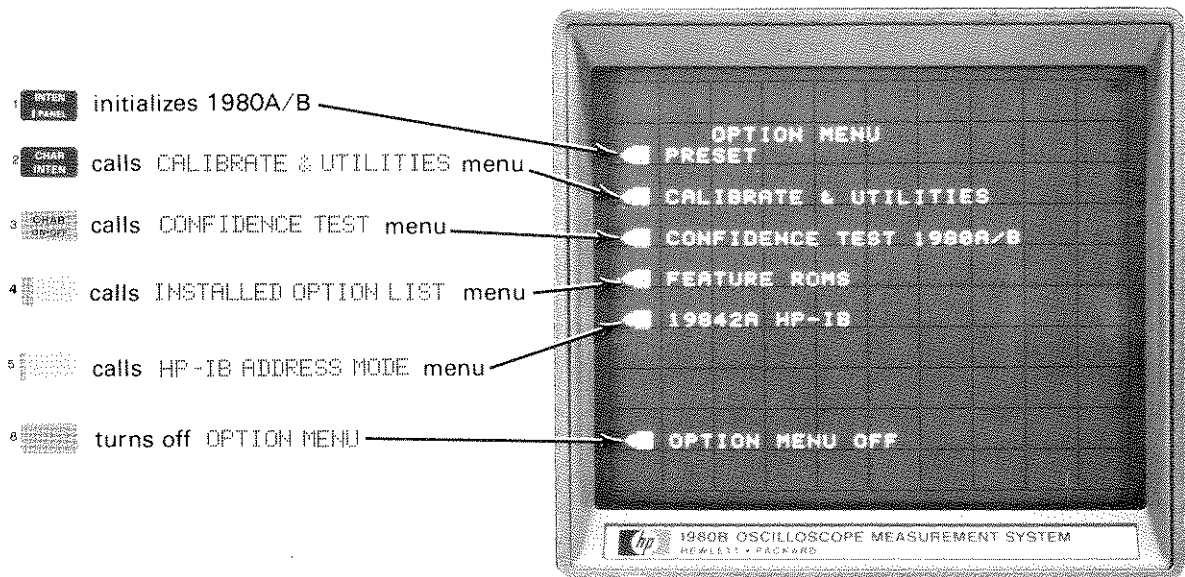 1 INTEN
PANEL
initializes 1980A/B
2 CHAR
INTEN
calls CALIBRATE & UTILITIES menu
3 CHAR
ON-OFF
calls CONFIDENCE TEST menu
4 calls INSTALLED OPTION LIST menu
5 calls HP-IB ADDRESS MODE menu
8 turns off OPTION MENU
OPTION MENU
PRESET
CALIBRATE & UTILITIES
CONFIDENCE TEST 1980A/B
FEATURE ROMS
19842A HP-IB
OPTION MENU OFF
hp 1980B OSCILLOSCOPE MEASUREMENT SYSTEM
HEWLETT • PACKARD